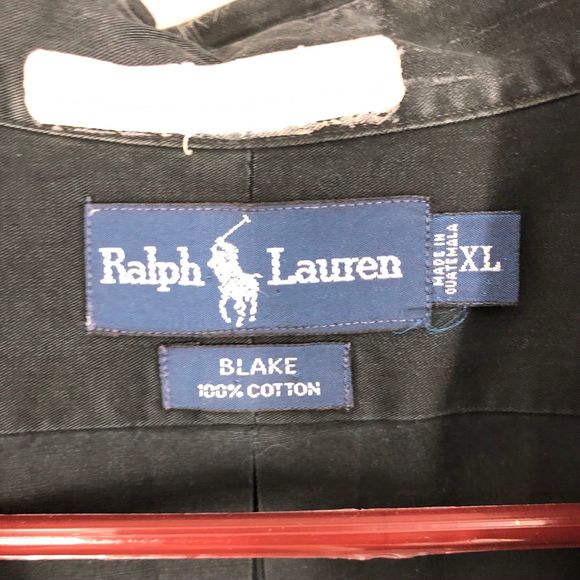 Ralph Lauren
MADE IN
GUATEMALA
XL
BLAKE
100% COTTON